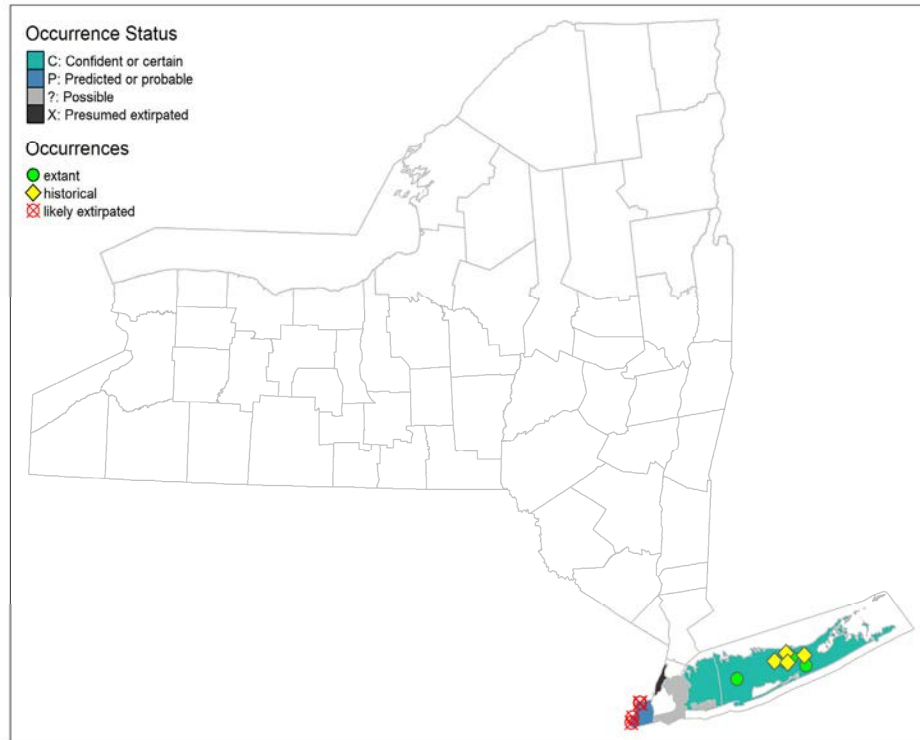 Occurrence Status
C: Confident or certain
P: Predicted or probable
?: Possible
X: Presumed extirpated
Occurrences
extant
historical
likely extirpated